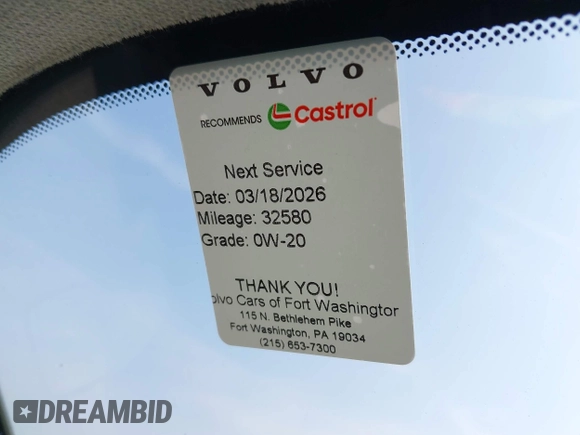 VOLVO
RECOMMENDS Castrol
Next Service
Date: 03/18/2026
Mileage: 32580
Grade: 0W-20
THANK YOU!
olvo Cars of Fort Washington
115 N. Bethlehem Pike
Fort Washington, PA 19034
(215) 653-7300
DREAMBID